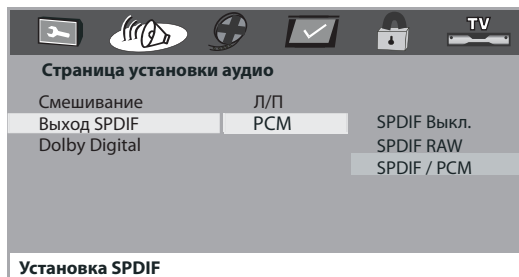 TV
Страница установки аудио
Смешивание Л/П
Выход SPDIF PCM SPDIF Выкл.
Dolby Digital SPDIF RAW
SPDIF / PCM
Установка SPDIF